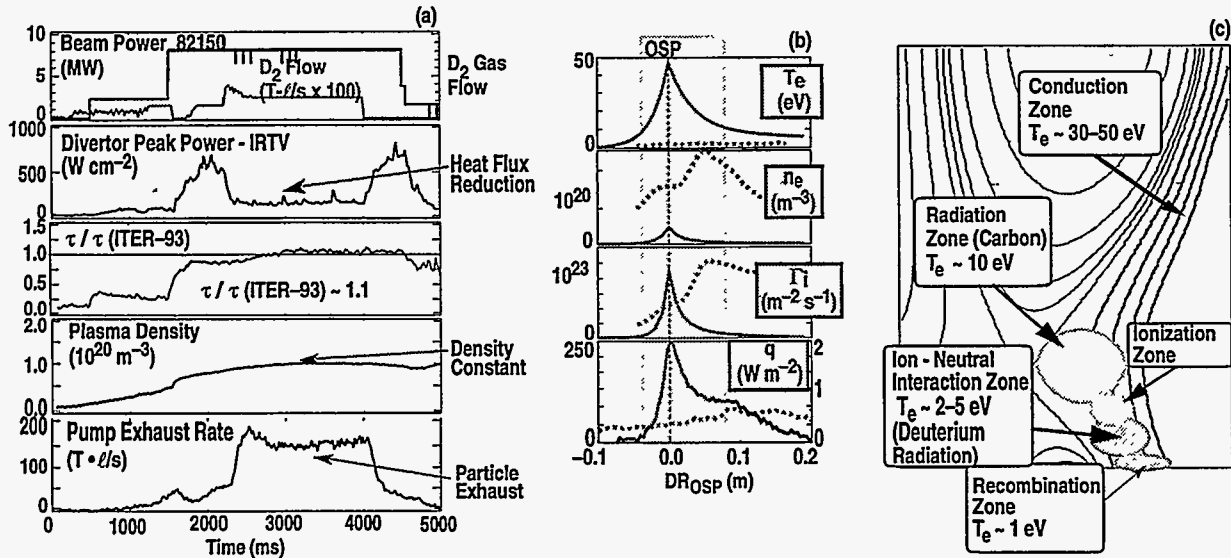 (a)
10
5
0
Beam Power 82150
(MW)
D2 Flow
(T-ℓ/s x 100)
D2 Gas
Flow
1000
500
0
Divertor Peak Power - IRTV
(W cm–2)
Heat Flux
Reduction
1.5
1.0
0.5
0.0
τ / τ (ITER–93)
τ / τ (ITER–93) ~ 1.1
2.0
1.0
0.0
Plasma Density
(10^20 m–3)
Density
Constant
200
100
0
Pump Exhaust Rate
(T • ℓ/s)
Particle
Exhaust
0 1000 2000 3000 4000 5000
Time (ms)
(b)
OSP
50
0
Te
(eV)
10^20
0
ne
(m–3)
10^23
0
Γi
(m–2 s–1)
250
0
q
(W m–2)
2
1
0
–0.1 0 0.1 0.2
DROSP (m)
(c)
Conduction
Zone
Te ~ 30–50 eV
Radiation
Zone (Carbon)
Te ~ 10 eV
Ionization
Zone
Ion - Neutral
Interaction Zone
Te ~ 2–5 eV
(Deuterium
Radiation)
Recombination
Zone
Te ~ 1 eV